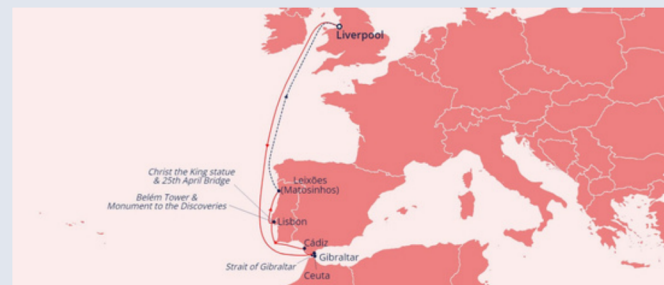 Liverpool
Christ the King statue
& 25th April Bridge
Leixões
(Matosinhos)
Belém Tower &
Monument to the Discoveries
Lisbon
Cádiz
Gibraltar
Strait of Gibraltar
Ceuta